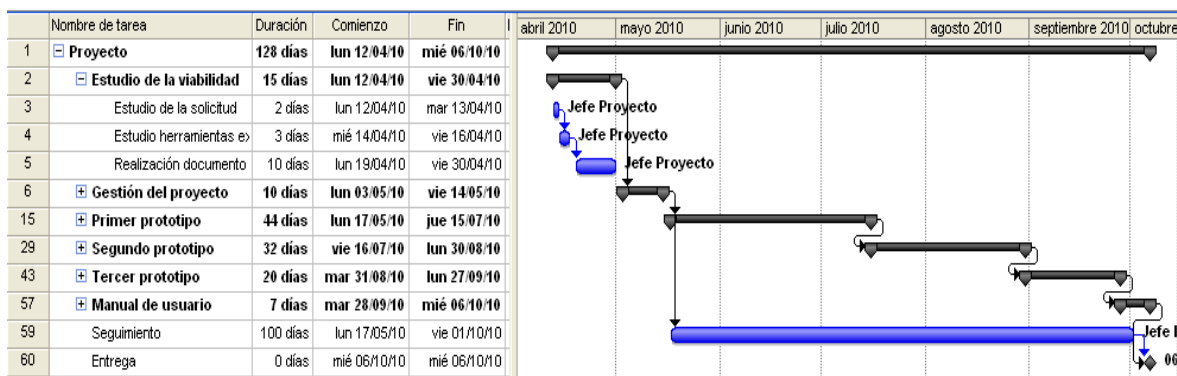 Nombre de tarea Duración Comienzo Fin abril 2010 mayo 2010 junio 2010 julio 2010 agosto 2010 septiembre 2010 octubre
1 Proyecto 128 días lun 12/04/10 mié 06/10/10
2 Estudio de la viabilidad 15 días lun 12/04/10 vie 30/04/10
3 Estudio de la solicitud 2 días lun 12/04/10 mar 13/04/10 Jefe Proyecto
4 Estudio herramientas ex 3 días mié 14/04/10 vie 16/04/10 Jefe Proyecto
5 Realización documento 10 días lun 19/04/10 vie 30/04/10 Jefe Proyecto
6 Gestión del proyecto 10 días lun 03/05/10 vie 14/05/10
15 Primer prototipo 44 días lun 17/05/10 jue 15/07/10
29 Segundo prototipo 32 días vie 16/07/10 lun 30/08/10
43 Tercer prototipo 20 días mar 31/08/10 lun 27/09/10
57 Manual de usuario 7 días mar 28/09/10 mié 06/10/10
59 Seguimiento 100 días lun 17/05/10 vie 01/10/10 Jefe
60 Entrega 0 días mié 06/10/10 mié 06/10/10 06